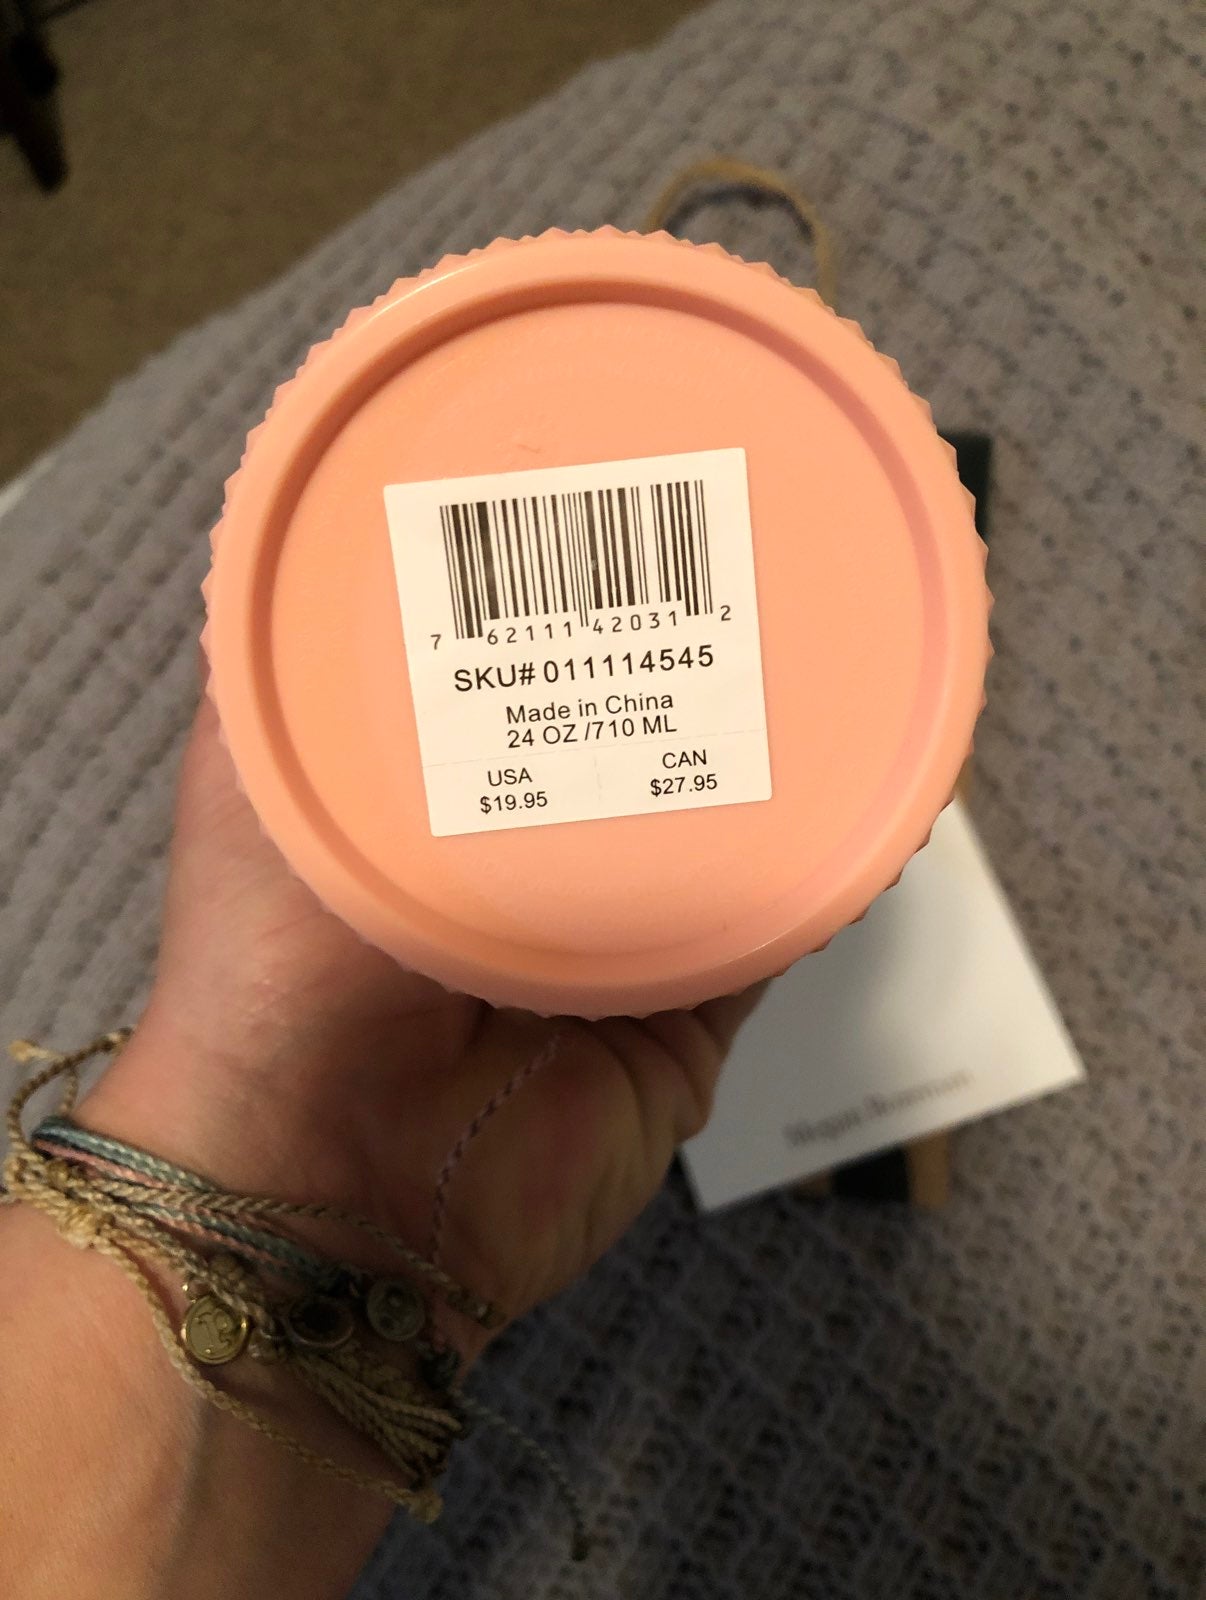 7 62111 42031 2
SKU# 011114545
Made in China
24 OZ /710 ML
USA CAN
$19.95 $27.95